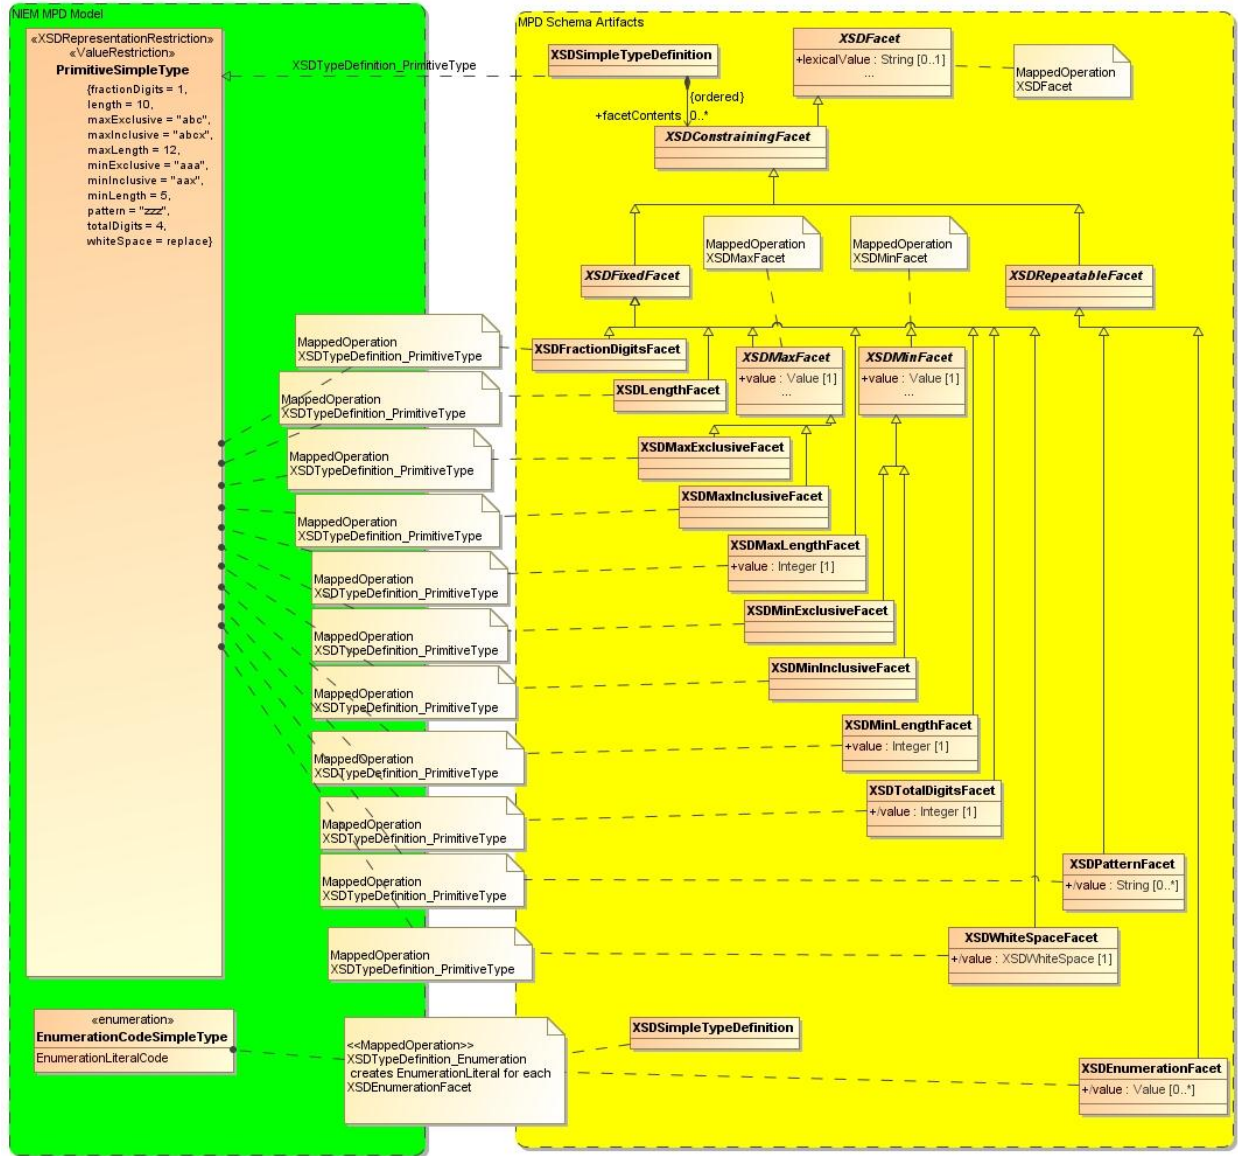 NIEM MPD Model
«XSDRepresentationRestriction»
«ValueRestriction»
PrimitiveSimpleType
{fractionDigits = 1,
length = 10,
maxExclusive = "abc",
maxInclusive = "abcx",
maxLength = 12,
minExclusive = "aaa",
minInclusive = "aax",
minLength = 5,
pattern = "zzz",
totalDigits = 4,
whiteSpace = replace}
XSDTypeDefinition_PrimitiveType
MPD Schema Artifacts
XSDSimpleTypeDefinition
{ordered}
+facetContents 0..*
XSDFacet
+lexicalValue : String [0..1]
...
MappedOperation
XSDFacet
XSDConstrainingFacet
MappedOperation
XSDMaxFacet
MappedOperation
XSDMinFacet
XSDFixedFacet
XSDRepeatableFacet
MappedOperation
XSDTypeDefinition_PrimitiveType
XSDFractionDigitsFacet
XSDMaxFacet
+value : Value [1]
...
XSDMinFacet
+value : Value [1]
...
MappedOperation
XSDTypeDefinition_PrimitiveType
XSDLengthFacet
MappedOperation
XSDTypeDefinition_PrimitiveType
XSDMaxExclusiveFacet
MappedOperation
XSDTypeDefinition_PrimitiveType
XSDMaxInclusiveFacet
MappedOperation
XSDTypeDefinition_PrimitiveType
XSDMaxLengthFacet
+value : Integer [1]
MappedOperation
XSDTypeDefinition_PrimitiveType
XSDMinExclusiveFacet
MappedOperation
XSDTypeDefinition_PrimitiveType
XSDMinInclusiveFacet
MappedOperation
XSDTypeDefinition_PrimitiveType
XSDMinLengthFacet
+value : Integer [1]
MappedOperation
XSDTypeDefinition_PrimitiveType
XSDTotalDigitsFacet
+/value : Integer [1]
MappedOperation
XSDTypeDefinition_PrimitiveType
XSDPatternFacet
+/value : String [0..*]
MappedOperation
XSDTypeDefinition_PrimitiveType
XSDWhiteSpaceFacet
+/value : XSDWhiteSpace [1]
«enumeration»
EnumerationCodeSimpleType
EnumerationLiteralCode
<<MappedOperation>>
XSDTypeDefinition_Enumeration
creates EnumerationLiteral for each
XSDEnumerationFacet
XSDSimpleTypeDefinition
XSDEnumerationFacet
+/value : Value [0..*]